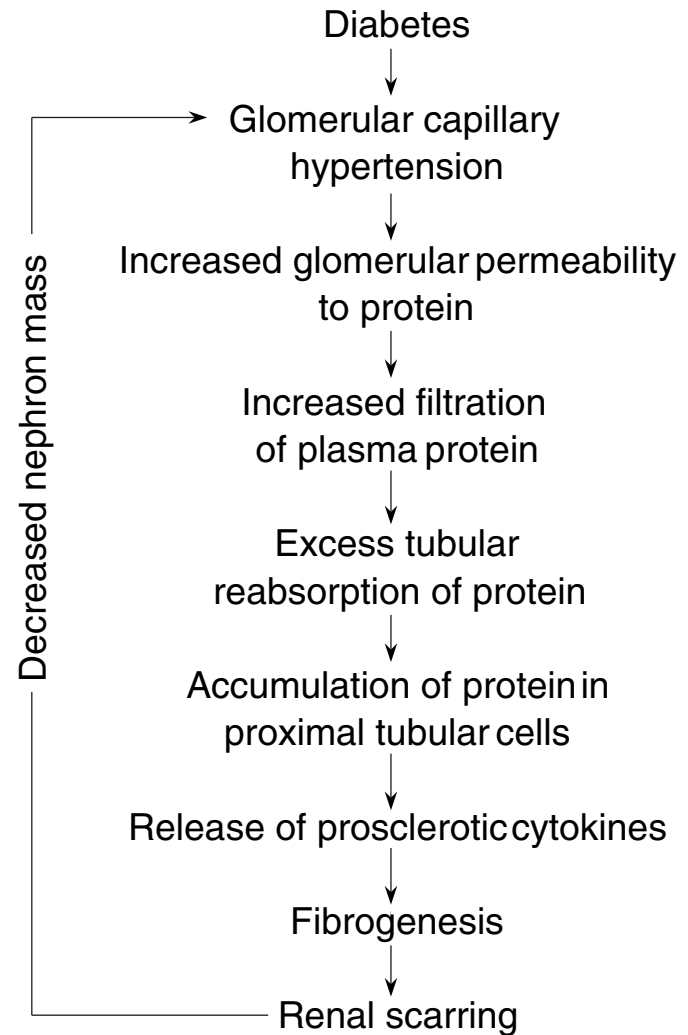 Diabetes
Glomerular capillary
hypertension
Increased glomerular permeability
to protein
Increased filtration
of plasma protein
Excess tubular
reabsorption of protein
Accumulation of protein in
proximal tubular cells
Release of prosclerotic cytokines
Fibrogenesis
Renal scarring
Decreased nephron mass